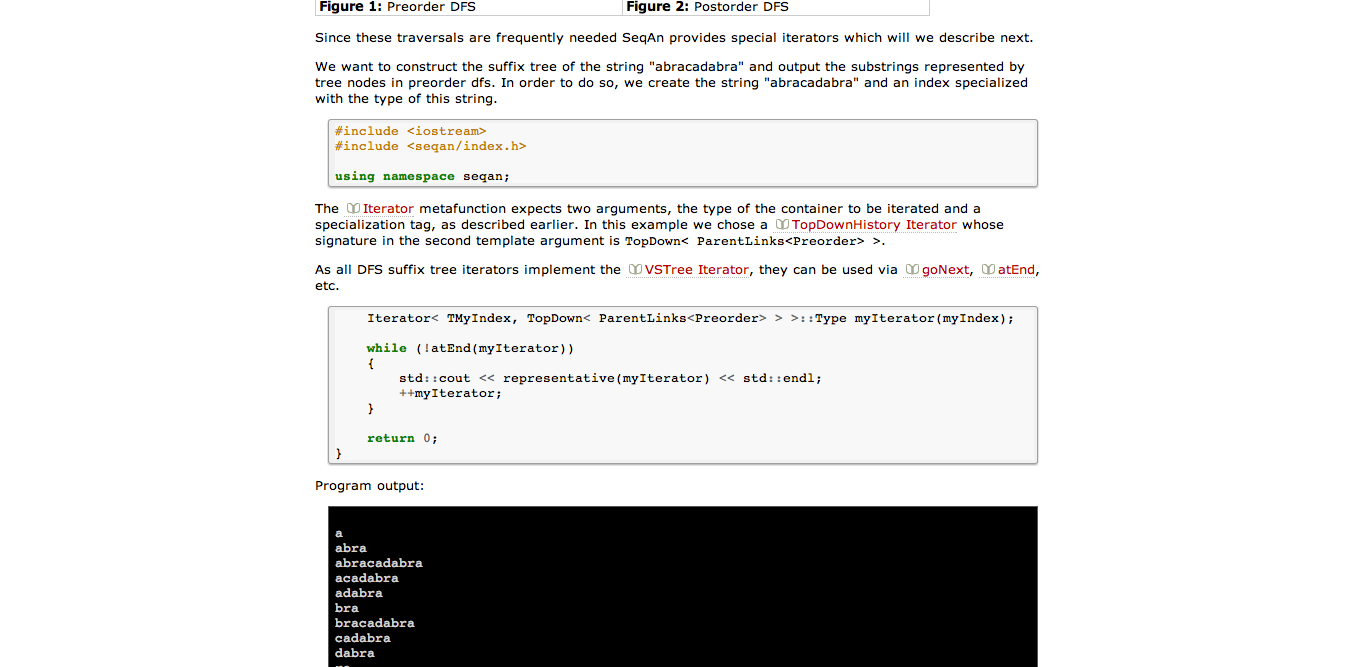 Figure 1: Preorder DFS Figure 2: Postorder DFS
Since these traversals are frequently needed SeqAn provides special iterators which will we describe next.
We want to construct the suffix tree of the string "abracadabra" and output the substrings represented by
tree nodes in preorder dfs. In order to do so, we create the string "abracadabra" and an index specialized
with the type of this string.
#include <iostream>
#include <seqan/index.h>
using namespace seqan;
The Iterator metafunction expects two arguments, the type of the container to be iterated and a
specialization tag, as described earlier. In this example we chose a TopDownHistory Iterator whose
signature in the second template argument is TopDown< ParentLinks<Preorder> >.
As all DFS suffix tree iterators implement the VSTree Iterator, they can be used via goNext, atEnd,
etc.
Iterator< TMyIndex, TopDown< ParentLinks<Preorder> > >::Type myIterator(myIndex);
while (!atEnd(myIterator))
{
std::cout << representative(myIterator) << std::endl;
++myIterator;
}
return 0;
}
Program output:
a
abra
abracadabra
acadabra
adabra
bra
bracadabra
cadabra
dabra